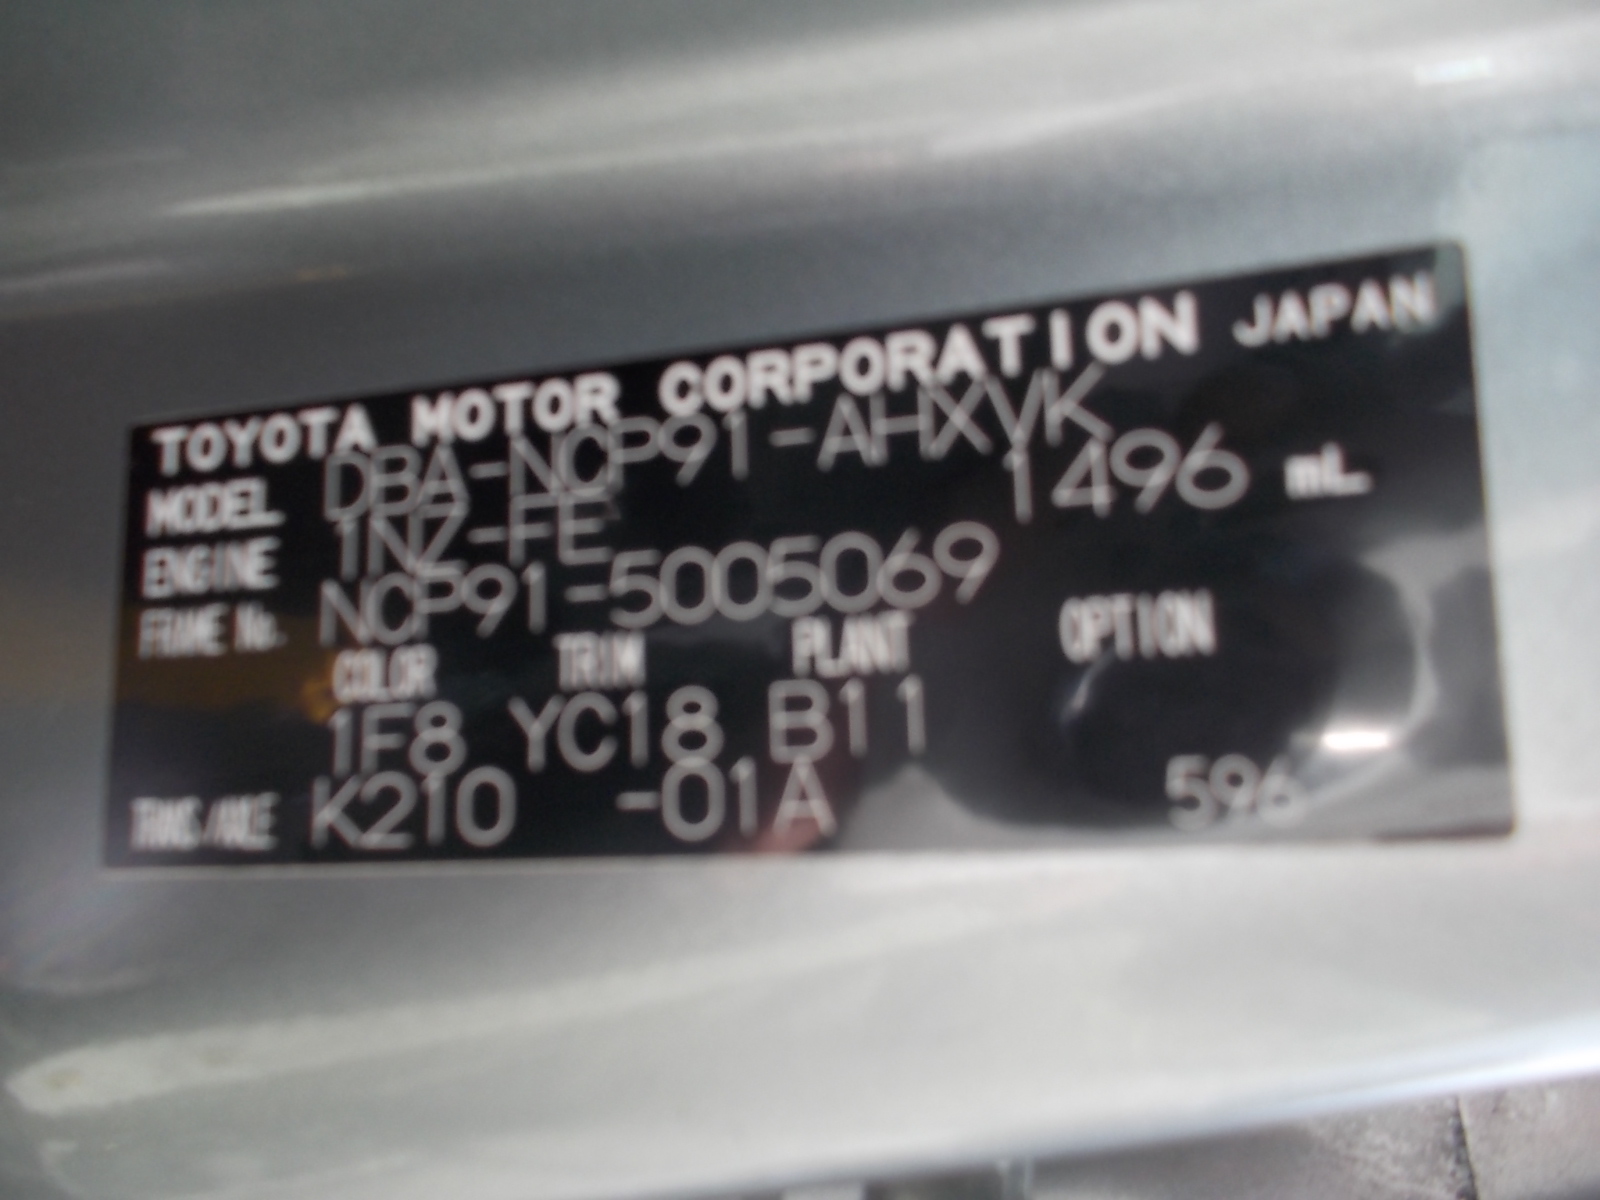 TOYOTA MOTOR CORPORATION JAPAN
MODEL DBA-NCP91-AHXVK
ENGINE 1NZ-FE 1496 mL
FRAME No. NCP91-5005069
COLOR TRIM PLANT OPTION
1F8 YC18 B11
TRANS/AXLE K210 -01A 596